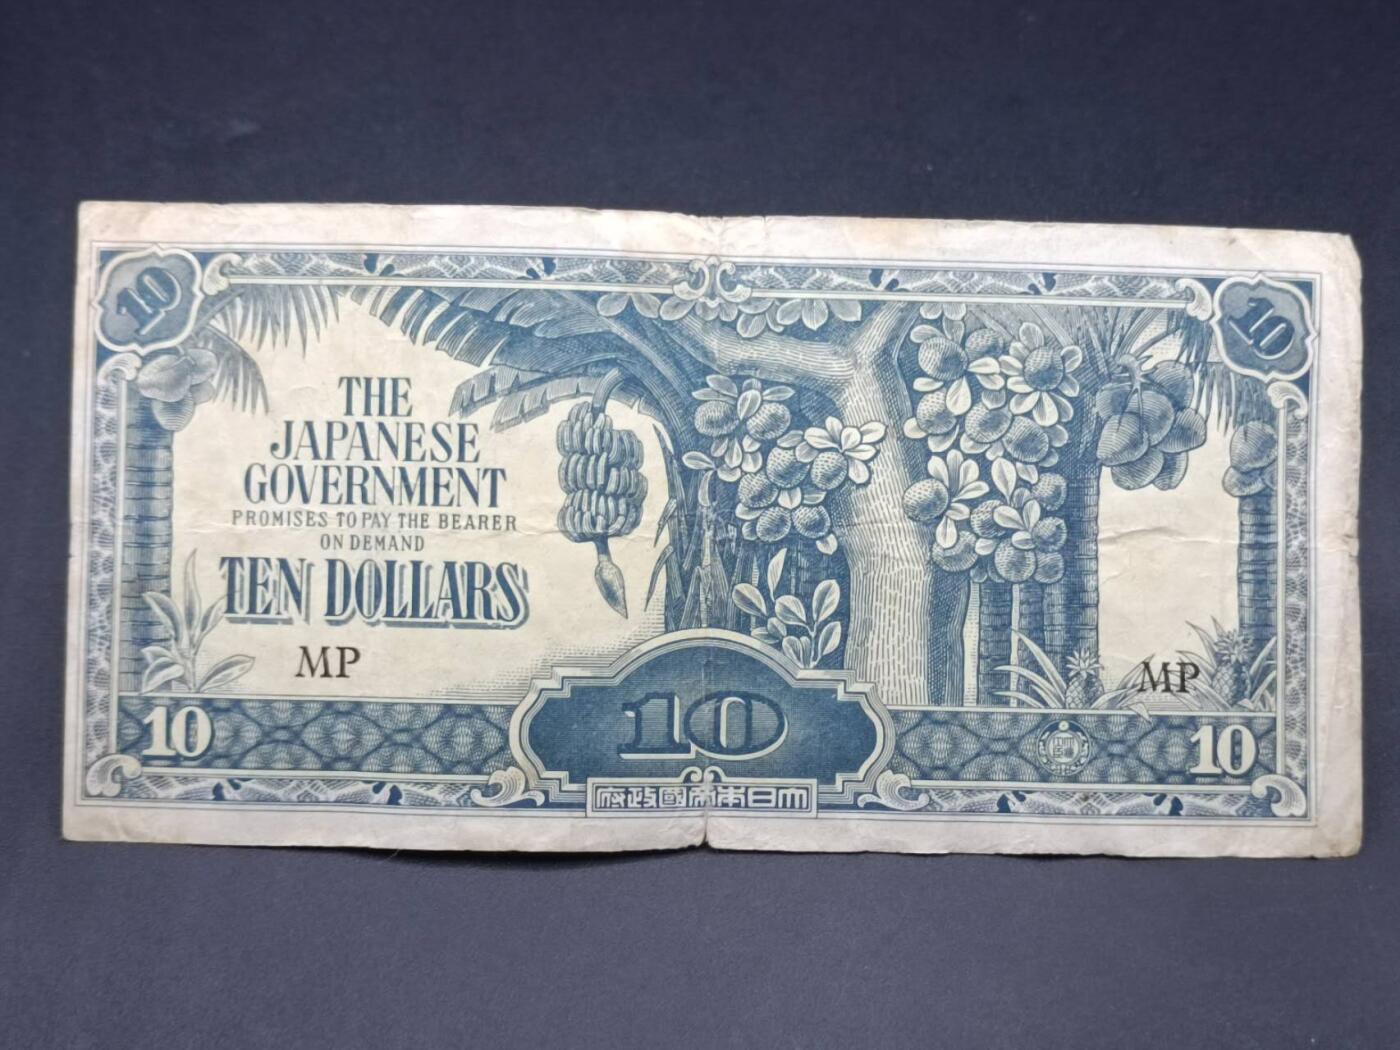 10
10
THE
JAPANESE
GOVERNMENT
PROMISES TO PAY THE BEARER
ON DEMAND
TEN DOLLARS
MP
MP
10
10
10
府政國帝本日大